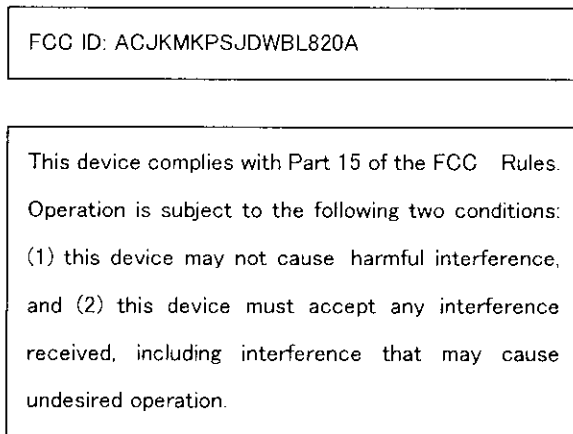 FCC ID: ACJKMKPSJDWBL820A
This device complies with Part 15 of the FCC Rules.
Operation is subject to the following two conditions:
(1) this device may not cause harmful interference,
and (2) this device must accept any interference
received, including interference that may cause
undesired operation.